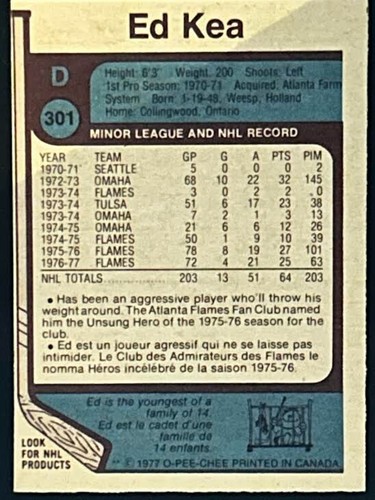 Ed Kea
D
301
Height: 6'3" Weight: 200 Shoots: Left
1st Pro Season: 1970-71 Acquired: Atlanta Farm
System Born: 1-19-48, Weesp, Holland
Home: Collingwood, Ontario
MINOR LEAGUE AND NHL RECORD
YEAR TEAM GP G A PTS PIM
1970-71 SEATTLE 5 0 0 0 2
1972-73 OMAHA 68 10 22 32 145
1973-74 FLAMES 3 0 2 2 0
1973-74 TULSA 51 6 17 23 38
1973-74 OMAHA 7 2 1 3 13
1974-75 OMAHA 21 6 6 12 26
1974-75 FLAMES 50 1 9 10 39
1975-76 FLAMES 78 8 19 27 101
1976-77 FLAMES 72 4 21 25 63
NHL TOTALS 203 13 51 64 203
• Has been an aggressive player who'll throw his
weight around. The Atlanta Flames Fan Club named
him the Unsung Hero of the 1975-76 season for the
club.
• Ed est un joueur agressif qui ne se laisse pas
intimider. Le Club des Admirateurs des Flames le
nomma Héros incélébré de la saison 1975-76.
Ed is the youngest of a
family of 14.
Ed est le cadet d'une
famille de
14 enfants.
LOOK
FOR NHL
PRODUCTS
** © 1977 O-PEE-CHEE PRINTED IN CANADA